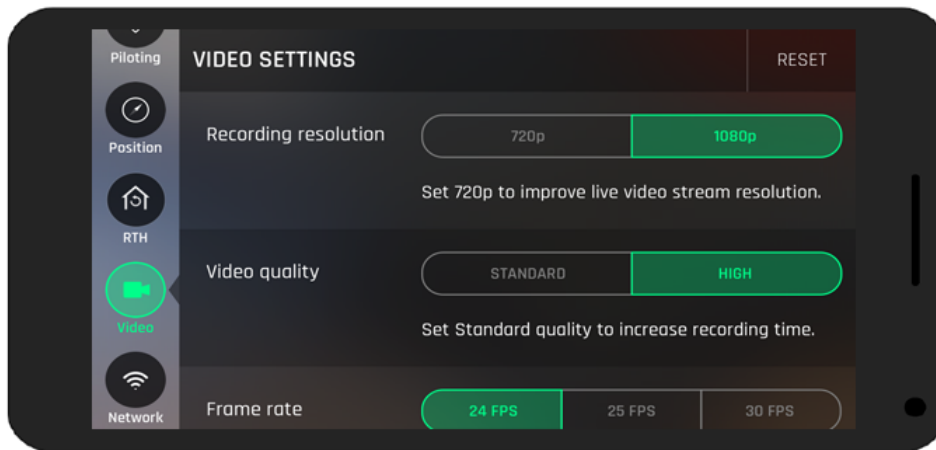 Piloting
VIDEO SETTINGS
RESET
Position
Recording resolution
720p
1080p
Set 720p to improve live video stream resolution.
RTH
Video quality
STANDARD
HIGH
Video
Set Standard quality to increase recording time.
Network
Frame rate
24 FPS
25 FPS
30 FPS